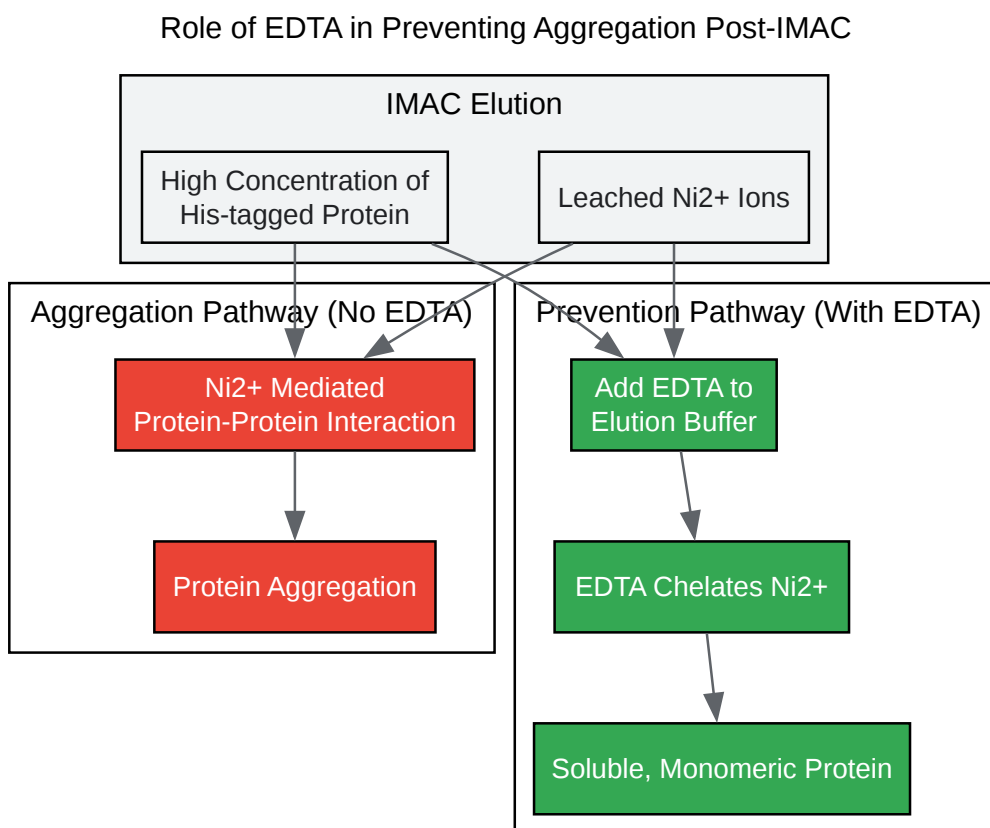 Role of EDTA in Preventing Aggregation Post-IMAC
IMAC Elution
High Concentration of
His-tagged Protein
Leached Ni2+ Ions
Aggregation Pathway (No EDTA)
Prevention Pathway (With EDTA)
Ni2+ Mediated
Protein-Protein Interaction
Add EDTA to
Elution Buffer
Protein Aggregation
EDTA Chelates Ni2+
Soluble, Monomeric Protein